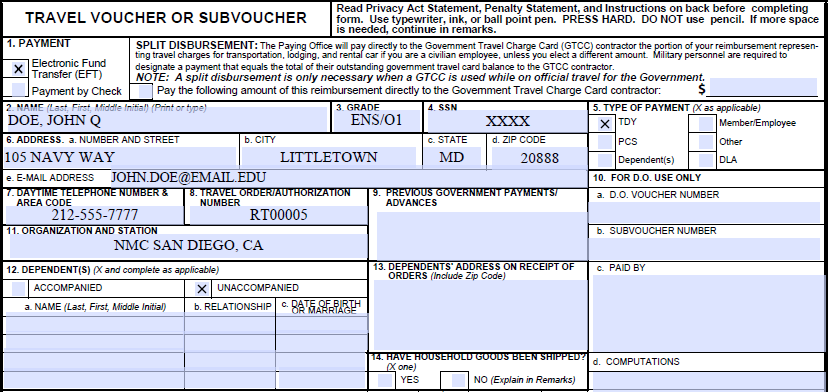 TRAVEL VOUCHER OR SUBVOUCHER
Read Privacy Act Statement, Penalty Statement, and Instructions on back before completing
form. Use typewriter, ink, or ball point pen. PRESS HARD. DO NOT use pencil. If more space
is needed, continue in remarks.
1. PAYMENT
X Electronic Fund
Transfer (EFT)
Payment by Check
SPLIT DISBURSEMENT: The Paying Office will pay directly to the Government Travel Charge Card (GTCC) contractor the portion of your reimbursement represen-
ting travel charges for transportation, lodging, and rental car if you are a civilian employee, unless you elect a different amount. Military personnel are required to
designate a payment that equals the total of their outstanding government travel card balance to the GTCC contractor.
NOTE: A split disbursement is only necessary when a GTCC is used while on official travel for the Government.
Pay the following amount of this reimbursement directly to the Government Travel Charge Card contractor: $
2. NAME (Last, First, Middle Initial) (Print or type)
DOE, JOHN Q
3. GRADE
ENS/O1
4. SSN
XXXX
5. TYPE OF PAYMENT (X as applicable)
X TDY
Member/Employee
PCS
Other
Dependent(s)
DLA
6. ADDRESS. a. NUMBER AND STREET
105 NAVY WAY
b. CITY
LITTLETOWN
c. STATE
MD
d. ZIP CODE
20888
e. E-MAIL ADDRESS JOHN.DOE@EMAIL.EDU
10. FOR D.O. USE ONLY
a. D.O. VOUCHER NUMBER
b. SUBVOUCHER NUMBER
c. PAID BY
d. COMPUTATIONS
7. DAYTIME TELEPHONE NUMBER &
AREA CODE
212-555-7777
8. TRAVEL ORDER/AUTHORIZATION
NUMBER
RT00005
9. PREVIOUS GOVERNMENT PAYMENTS/
ADVANCES
11. ORGANIZATION AND STATION
NMC SAN DIEGO, CA
12. DEPENDENT(S) (X and complete as applicable)
ACCOMPANIED
X UNACCOMPANIED
a. NAME (Last, First, Middle Initial)
b. RELATIONSHIP
c. DATE OF BIRTH
OR MARRIAGE
13. DEPENDENTS' ADDRESS ON RECEIPT OF
ORDERS (Include Zip Code)
14. HAVE HOUSEHOLD GOODS BEEN SHIPPED?
(X one)
YES
NO (Explain in Remarks)